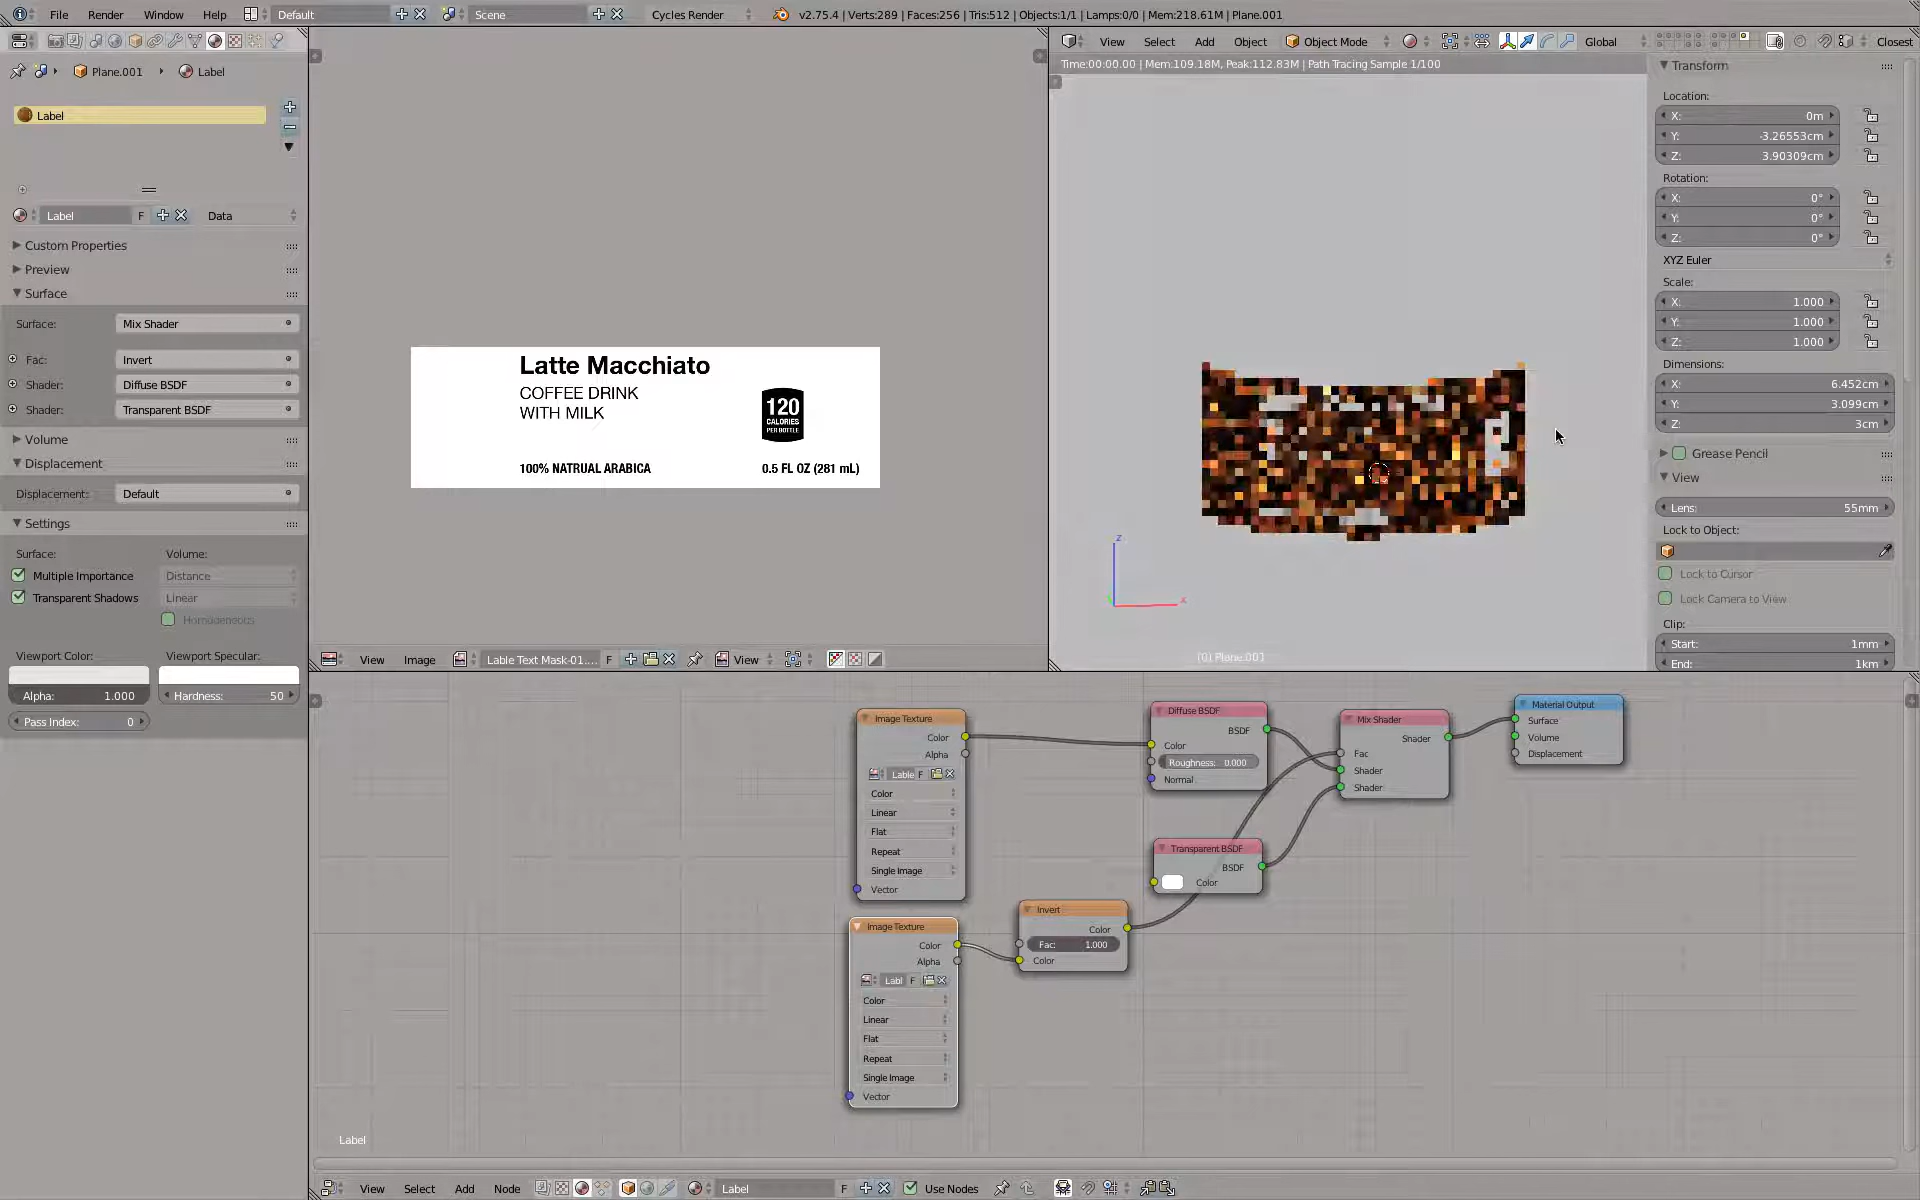 File Render Window Help Default Scene Cycles Render v2.75.4 | Verts:289 | Faces:256 | Tris:512 | Objects:1/1 | Lamps:0/0 | Mem:218.61M | Plane.001
View Select Add Object Object Mode Global Closest
Time:00:00.00 | Mem:109.18M, Peak:112.83M | Path Tracing Sample 1/100
Plane.001 Label
Label
Label F Data
Custom Properties
Preview
Surface
Surface: Mix Shader
Fac: Invert
Shader: Diffuse BSDF
Shader: Transparent BSDF
Volume
Displacement
Displacement: Default
Settings
Surface: Volume:
Multiple Importance Distance
Transparent Shadows Linear
Homogeneous
Viewport Color: Viewport Specular:
Alpha: 1.000 Hardness: 50
Pass Index: 0
Latte Macchiato
COFFEE DRINK
WITH MILK
120
CALORIES
PER BOTTLE
100% NATRUAL ARABICA 0.5 FL OZ (281 mL)
View Image Lable Text Mask-01.... F View
z
x
(0) Plane.001
Transform
Location:
X: 0m
Y: -3.26553cm
Z: 3.90309cm
Rotation:
X: 0°
Y: 0°
Z: 0°
XYZ Euler
Scale:
X: 1.000
Y: 1.000
Z: 1.000
Dimensions:
X: 6.452cm
Y: 3.099cm
Z: 3cm
Grease Pencil
View
Lens: 55mm
Lock to Object:
Lock to Cursor
Lock Camera to View
Clip:
Start: 1mm
End: 1km
Image Texture
Color
Alpha
Lable F
Color
Linear
Flat
Repeat
Single Image
Vector
Image Texture
Color
Alpha
Labl F
Color
Linear
Flat
Repeat
Single Image
Vector
Invert
Color
Fac: 1.000
Color
Diffuse BSDF
BSDF
Color
Roughness: 0.000
Normal
Transparent BSDF
BSDF
Color
Mix Shader
Shader
Fac
Shader
Shader
Material Output
Surface
Volume
Displacement
Label
View Select Add Node Label F Use Nodes